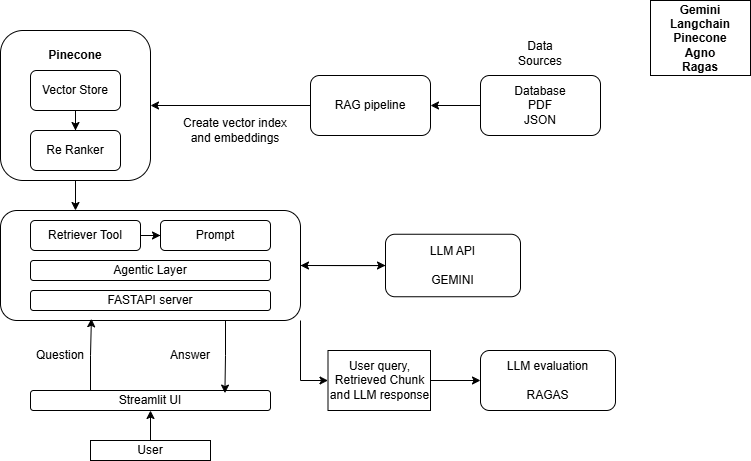 Gemini
Langchain
Pinecone
Agno
Ragas
Pinecone
Vector Store
Re Ranker
Create vector index
and embeddings
RAG pipeline
Data
Sources
Database
PDF
JSON
Retriever Tool
Prompt
Agentic Layer
FASTAPI server
LLM API
GEMINI
Question
Answer
User query,
Retrieved Chunk
and LLM response
LLM evaluation
RAGAS
Streamlit UI
User